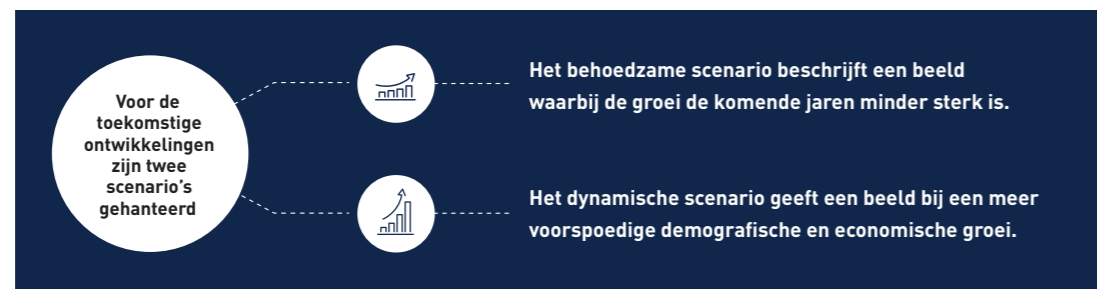 Voor de
toekomstige
ontwikkelingen
zijn twee
scenario's
gehanteerd
Het behoedzame scenario beschrijft een beeld
waarbij de groei de komende jaren minder sterk is.
Het dynamische scenario geeft een beeld bij een meer
voorspoedige demografische en economische groei.